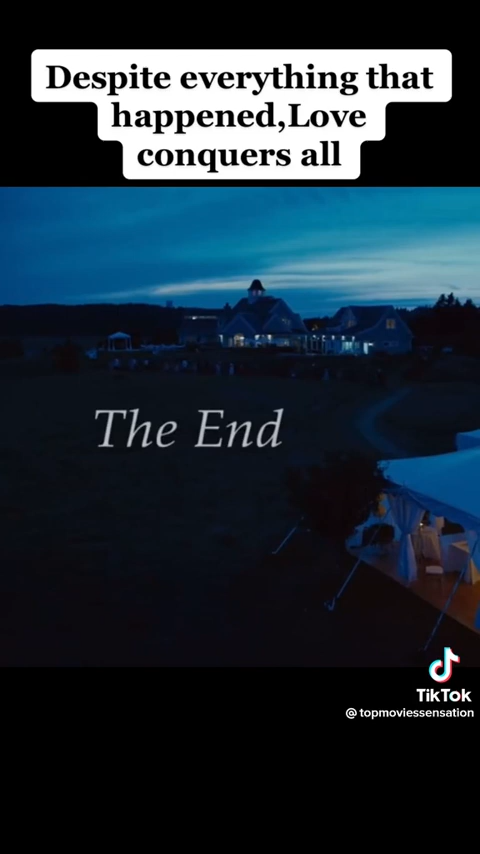 Despite everything that
happened,Love
conquers all
The End
TikTok
@topmoviessensation